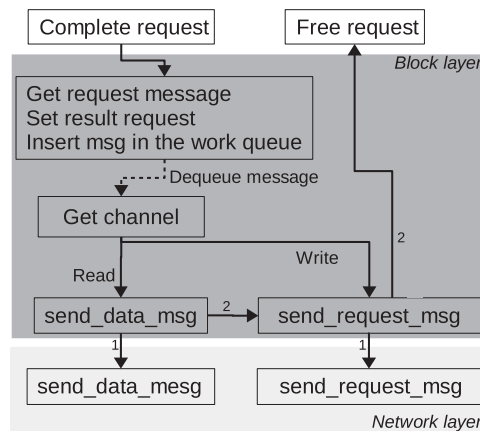 Complete request
Free request
Block layer
Get request message
Set result request
Insert msg in the work queue
Dequeue message
Get channel
2
Write
Read
send_data_msg
2
send_request_msg
1
1
send_data_mesg
send_request_msg
Network layer